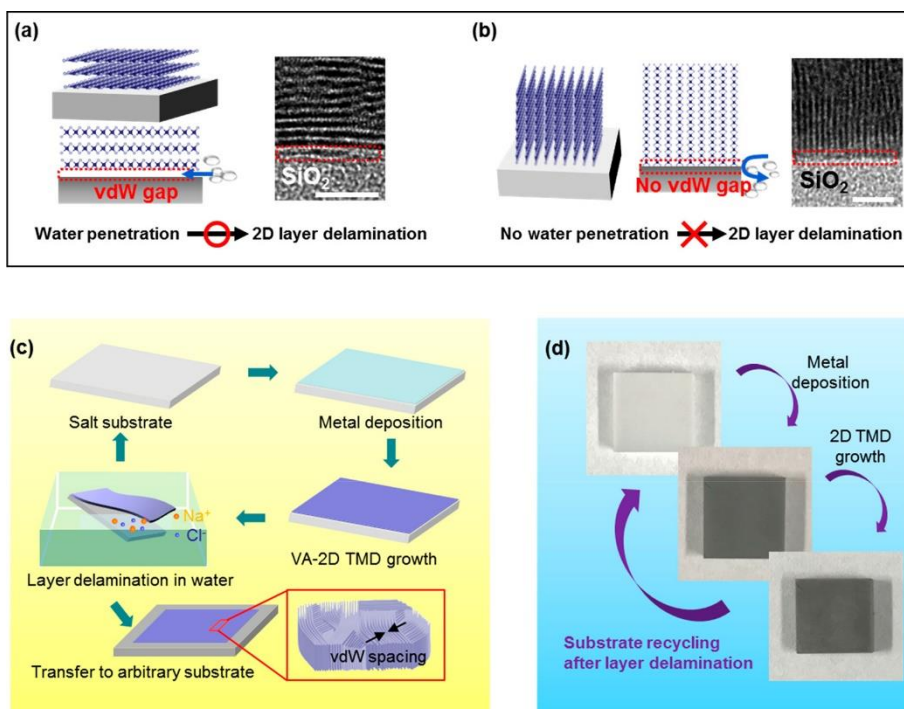 (a)
vdW gap
SiO₂
Water penetration
2D layer delamination
(b)
No vdW gap
SiO₂
No water penetration
2D layer delamination
(c)
Salt substrate
Metal deposition
Na⁺
Cl⁻
Layer delamination in water
VA-2D TMD growth
Transfer to arbitrary substrate
vdW spacing
(d)
Metal
deposition
2D TMD
growth
Substrate recycling
after layer delamination